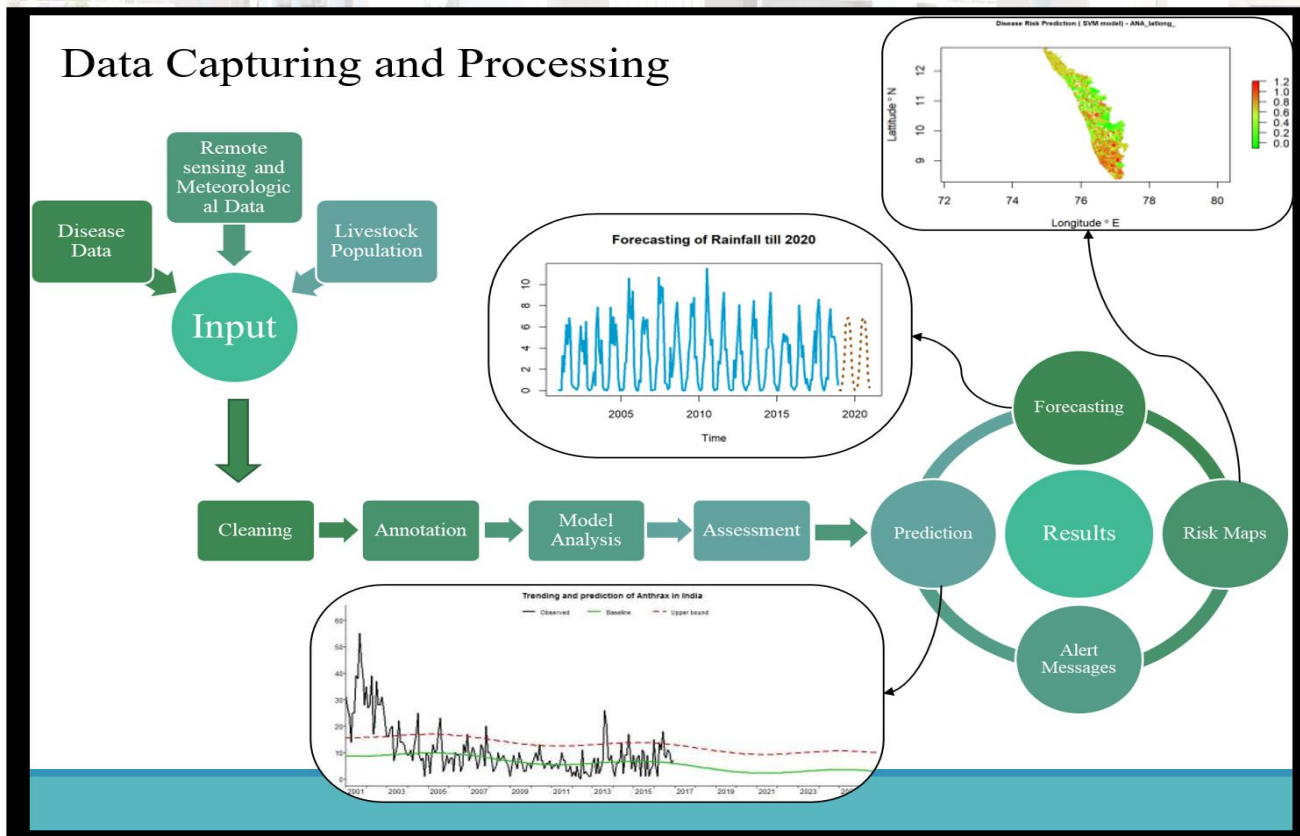 Data Capturing and Processing
Disease Risk Prediction ( SVM model) - ANA_latlong_
Lattitude ° N
12
11
10
9
72
74
76
78
80
Longitude ° E
1.2
1.0
0.8
0.6
0.4
0.2
0.0
Remote
sensing and
Meteorologic
al Data
Disease
Data
Livestock
Population
Input
Forecasting of Rainfall till 2020
10
8
6
4
2
0
2005
2010
2015
2020
Time
Cleaning
Annotation
Model
Analysis
Assessment
Forecasting
Prediction
Results
Risk Maps
Alert
Messages
Trending and prediction of Anthrax in India
Observed
Baseline
Upper bound
60
50
40
30
20
10
0
2001
2003
2005
2007
2009
2011
2013
2015
2017
2019
2021
2023